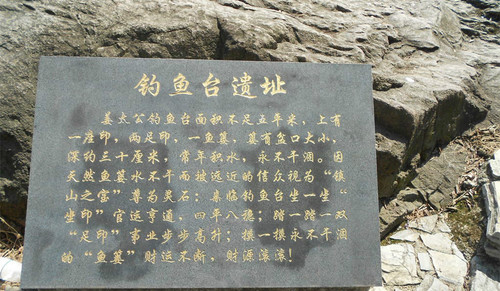 钓鱼台遗址
姜太公钓鱼台面积不足五平米，上有
一座印，两足印，一鱼篓，篓有盆口大小，
深约三十厘米，常年积水，永不干涸。因
天然鱼篓水不干而被远近的信众视为“镇
山之宝”尊为灵石；亲临钓鱼台坐一坐“
坐印”官运亨通，四平八稳；踏一踏一双
“足印”事业步步高升；摸一摸永不干涸
的“鱼篓”财运不断，财源滚滚！